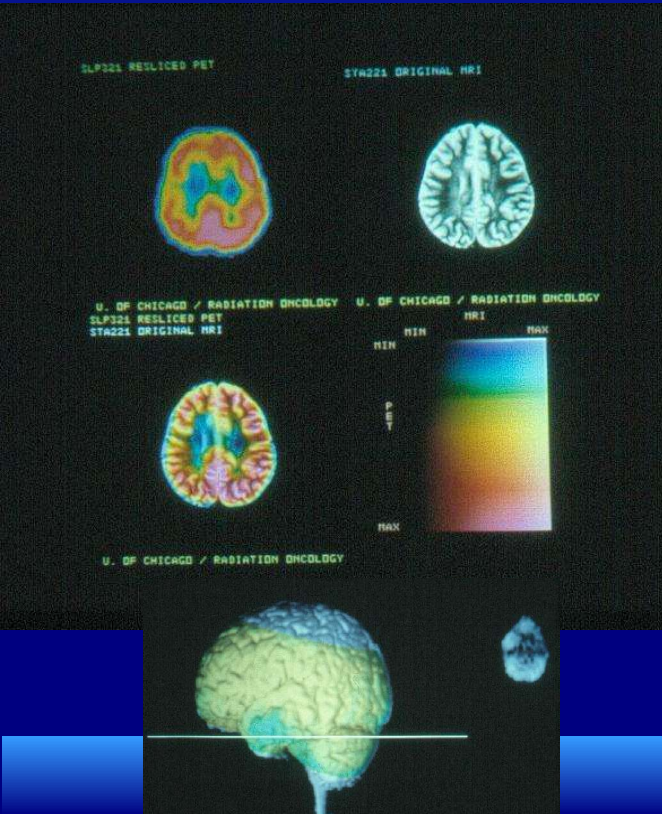 SLP321 RESLICED PET
STA221 ORIGINAL MRI
U. OF CHICAGO / RADIATION ONCOLOGY
SLP321 RESLICED PET
STA221 ORIGINAL MRI
U. OF CHICAGO / RADIATION ONCOLOGY
MRI
MIN
MAX
MIN
PET
MAX
U. OF CHICAGO / RADIATION ONCOLOGY